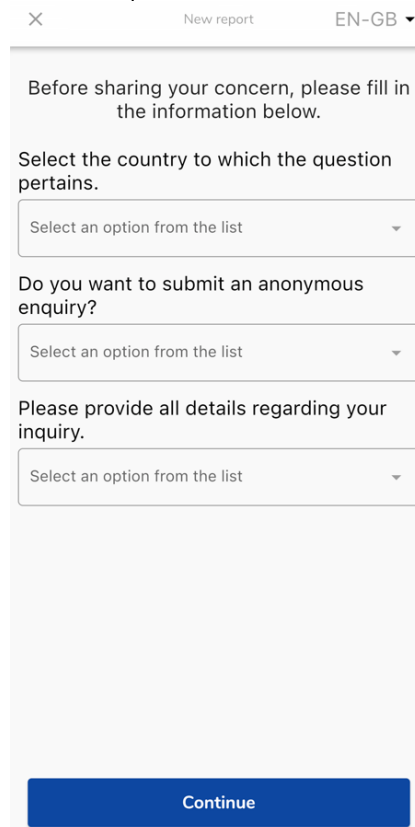 New report
EN-GB
Before sharing your concern, please fill in
the information below.
Select the country to which the question
pertains.
Select an option from the list
Do you want to submit an anonymous
enquiry?
Select an option from the list
Please provide all details regarding your
inquiry.
Select an option from the list
Continue